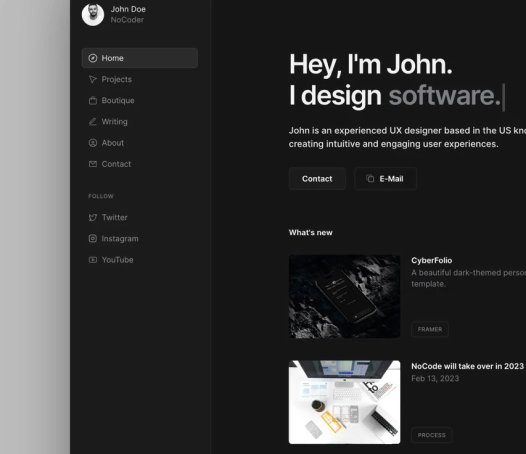 John Doe
NoCoder
Home
Projects
Boutique
Writing
About
Contact
FOLLOW
Twitter
Instagram
YouTube
Hey, I'm John.
I design software.
John is an experienced UX designer based in the US kno
creating intuitive and engaging user experiences.
Contact
E-Mail
What's new
CyberFolio
A beautiful dark-themed perso
template.
FRAMER
NoCode will take over in 2023
Feb 13, 2023
PROCESS